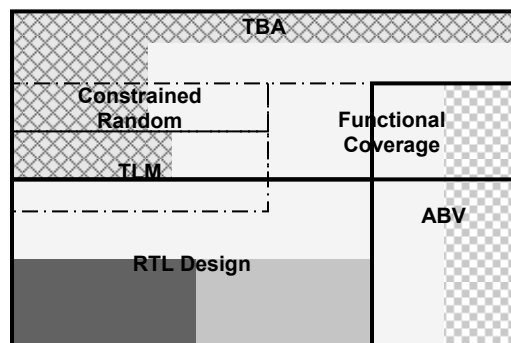 TBA
Constrained
Random
Functional
Coverage
TLM
ABV
RTL Design